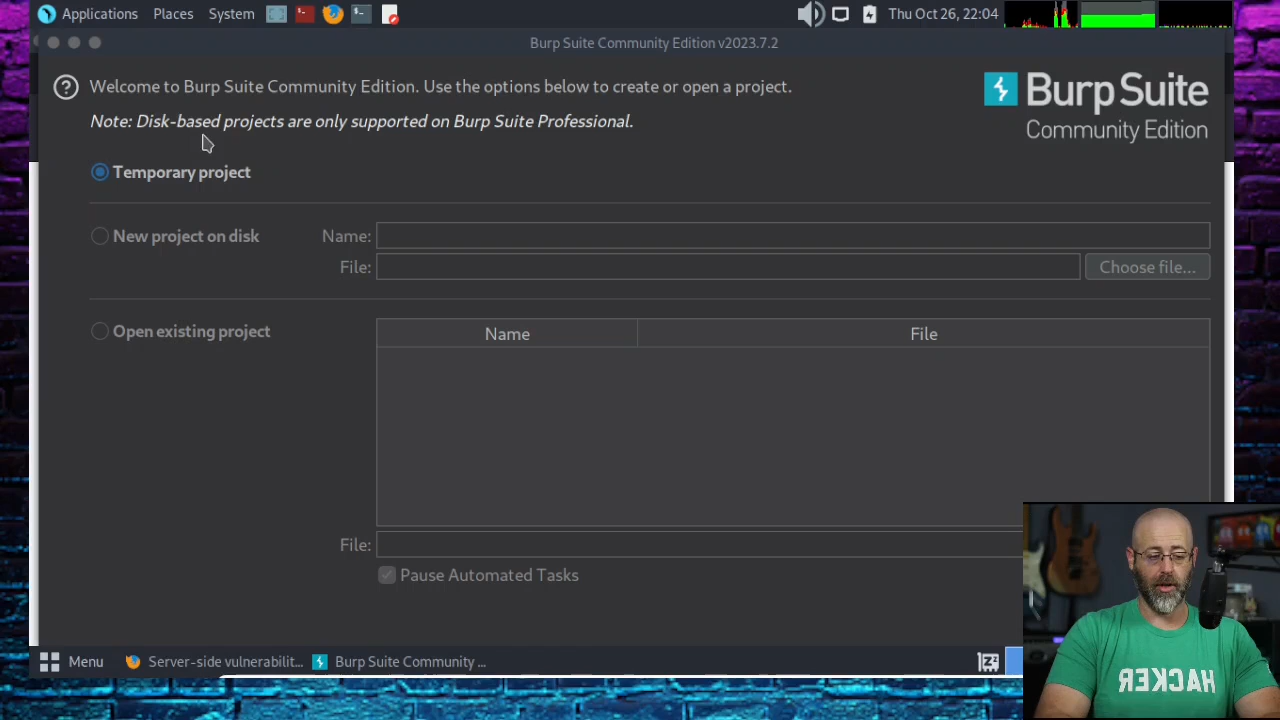 Applications Places System
Thu Oct 26, 22:04
Burp Suite Community Edition v2023.7.2
Welcome to Burp Suite Community Edition. Use the options below to create or open a project.
Note: Disk-based projects are only supported on Burp Suite Professional.
Burp Suite
Community Edition
Temporary project
New project on disk
Name:
File:
Choose file...
Open existing project
Name File
File:
Pause Automated Tasks
HACKER
Menu
Server-side vulnerabilit...
Burp Suite Community ...